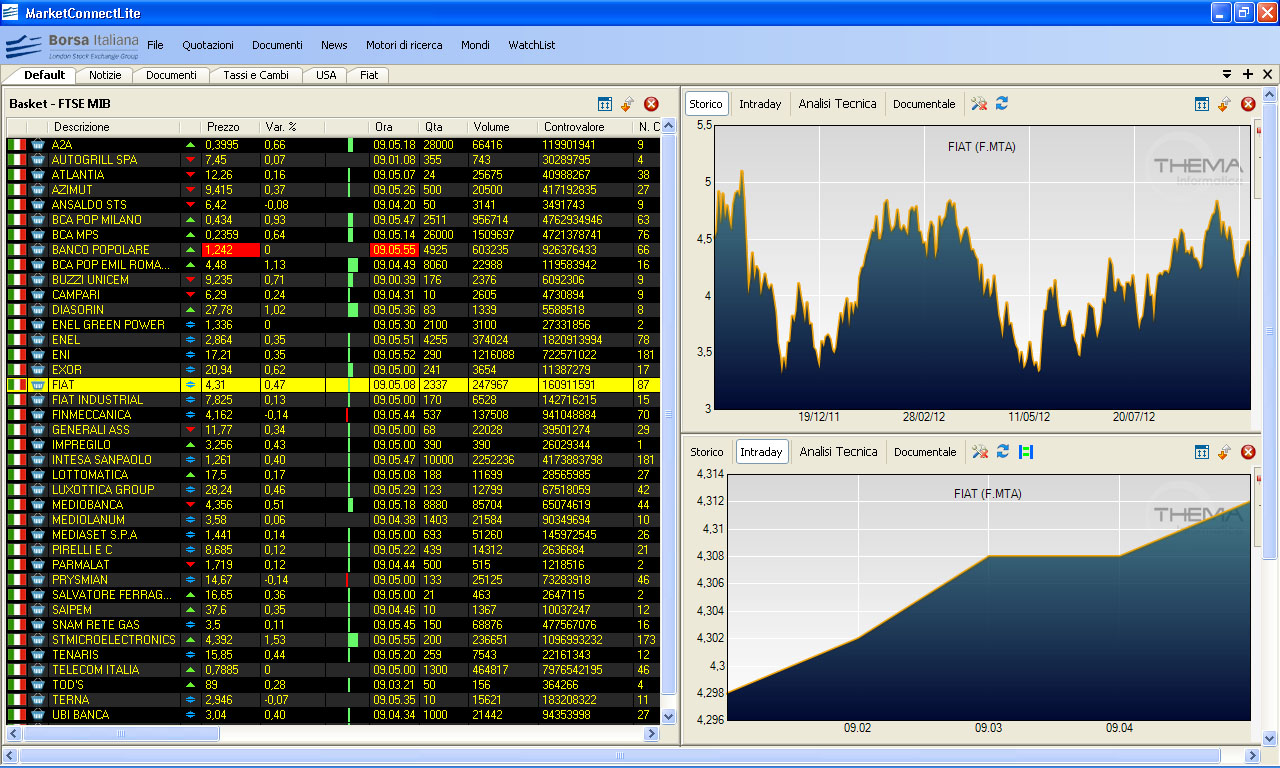 MarketConnectLite
Borsa Italiana
London Stock Exchange Group
File Quotazioni Documenti News Motori di ricerca Mondi Watchlist
Default Notizie Documenti Tassi e Cambi USA Fiat
Basket - FTSE MIB
Descrizione Prezzo Var. % Ora Qta Volume Controvalore N. C
A2A 0,3995 0,66 09.05.18 28000 66416 119901941 9
AUTOGRILL SPA 7,45 0,07 09.01.08 355 743 30289795 4
ATLANTIA 12,26 0,16 09.05.07 24 25675 40988267 38
AZIMUT 9,415 0,37 09.05.26 500 23600 417192835 27
ANSALDO STS 6,42 -0,08 09.04.20 50 3141 3491743 9
BCA POP MILANO 0,434 0,93 09.05.47 2511 956714 4762934946 63
BCA MPS 0,2359 0,64 09.05.14 26000 1509697 4721378741 76
BANCO POPOLARE 1,242 0 09.05.55 4925 603235 926376433 66
BCA POP EMIL ROMA... 4,48 1,13 09.04.49 8060 22988 119583942 16
BUZZI UNICEM 9,235 0,71 09.00.39 176 2376 6092306 9
CAMPARI 6,29 0,24 09.04.31 10 2605 4730894 9
DIASORIN 27,78 1,02 09.05.36 83 1339 5588518 8
ENEL GREEN POWER 1,336 0 09.05.30 2100 3100 27331856 2
ENEL 2,864 0,35 09.05.51 4255 374024 1820913994 78
ENI 17,21 0,35 09.05.52 290 1216088 722571022 181
EXOR 20,94 0,62 09.05.00 241 3654 11387279 17
FIAT 4,31 0,47 09.05.08 2337 247967 160911591 87
FIAT INDUSTRIAL 7,825 0,13 09.05.00 170 6528 142716215 15
FINMECCANICA 4,162 -0,14 09.05.44 537 137508 941048884 70
GENERALI ASS 11,77 0,34 09.05.00 68 22028 39501274 29
IMPREGILO 3,256 0,43 09.05.00 390 390 26029344 1
INTESA SANPAOLO 1,261 0,40 09.05.47 10000 2252236 4173883798 181
LOTTOMATICA 17,5 0,17 09.05.08 188 11699 28565985 27
LUXOTTICA GROUP 28,24 0,46 09.05.29 123 12799 67518059 42
MEDIOBANCA 4,356 0,51 09.05.18 8880 85704 65074619 44
MEDIOLANUM 3,58 0,06 09.04.38 1403 21584 90349694 10
MEDIASET S.P.A 1,441 0,14 09.05.00 693 51260 145972545 26
PIRELLI E C 8,685 0,12 09.05.22 439 14312 2636684 21
PARMALAT 1,719 0,12 09.04.44 500 515 1218516 2
PRYSMIAN 14,67 -0,14 09.05.00 133 25125 73283918 46
SALVATORE FERRAG... 16,65 0,36 09.05.00 21 463 2647115 2
SAIPEM 37,6 0,35 09.04.46 10 1367 10037247 12
SNAM RETE GAS 3,5 0,11 09.05.45 150 68876 477567076 16
STMICROELECTRONICS 4,392 1,53 09.05.55 200 236651 1096993232 173
TENARIS 15,85 0,44 09.05.20 259 7543 22161343 12
TELECOM ITALIA 0,7885 0 09.05.00 1300 464817 7976542195 46
TOD'S 89 0,28 09.03.21 50 156 364266 4
TERNA 2,946 -0,07 09.05.35 10 15621 183208322 11
UBI BANCA 3,04 0,40 09.04.34 1000 21442 94353998 27
Storico Intraday Analisi Tecnica Documentale
FIAT (F.MTA)
THEMA
Informatica
5,5
5
4,5
4
3,5
3
19/12/11 28/02/12 11/05/12 20/07/12
Storico Intraday Analisi Tecnica Documentale
FIAT (F.MTA)
THEMA
4,314
4,312
4,31
4,308
4,306
4,304
4,302
4,3
4,298
4,296
09.02 09.03 09.04